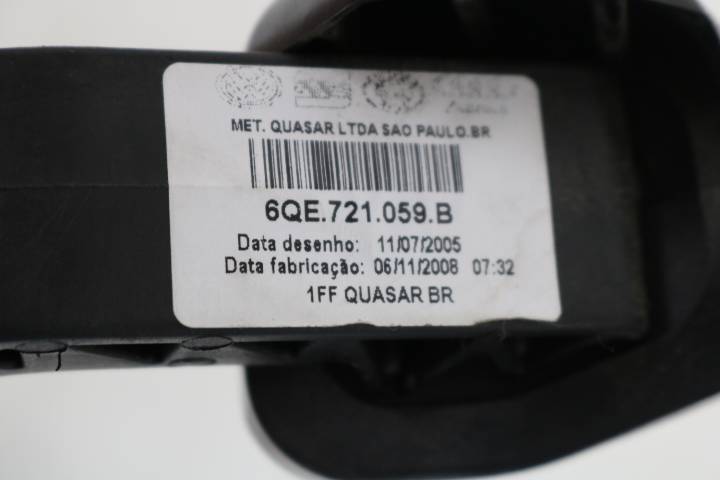 MET. QUASAR LTDA SAO PAULO.BR
6QE.721.059.B
Data desenho: 11/07/2005
Data fabricação: 06/11/2008 07:32
1FF QUASAR BR